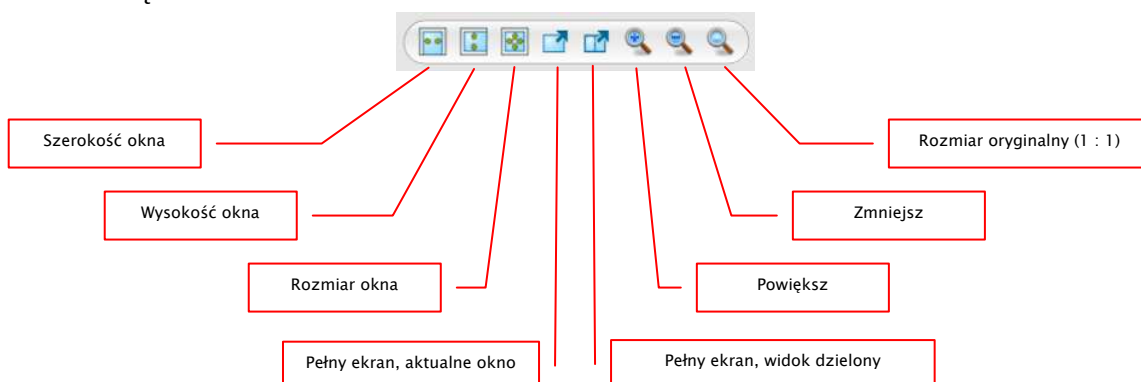 Szerokość okna
Rozmiar oryginalny (1 : 1)
Wysokość okna
Zmniejsz
Rozmiar okna
Powiększ
Pełny ekran, aktualne okno
Pełny ekran, widok dzielony